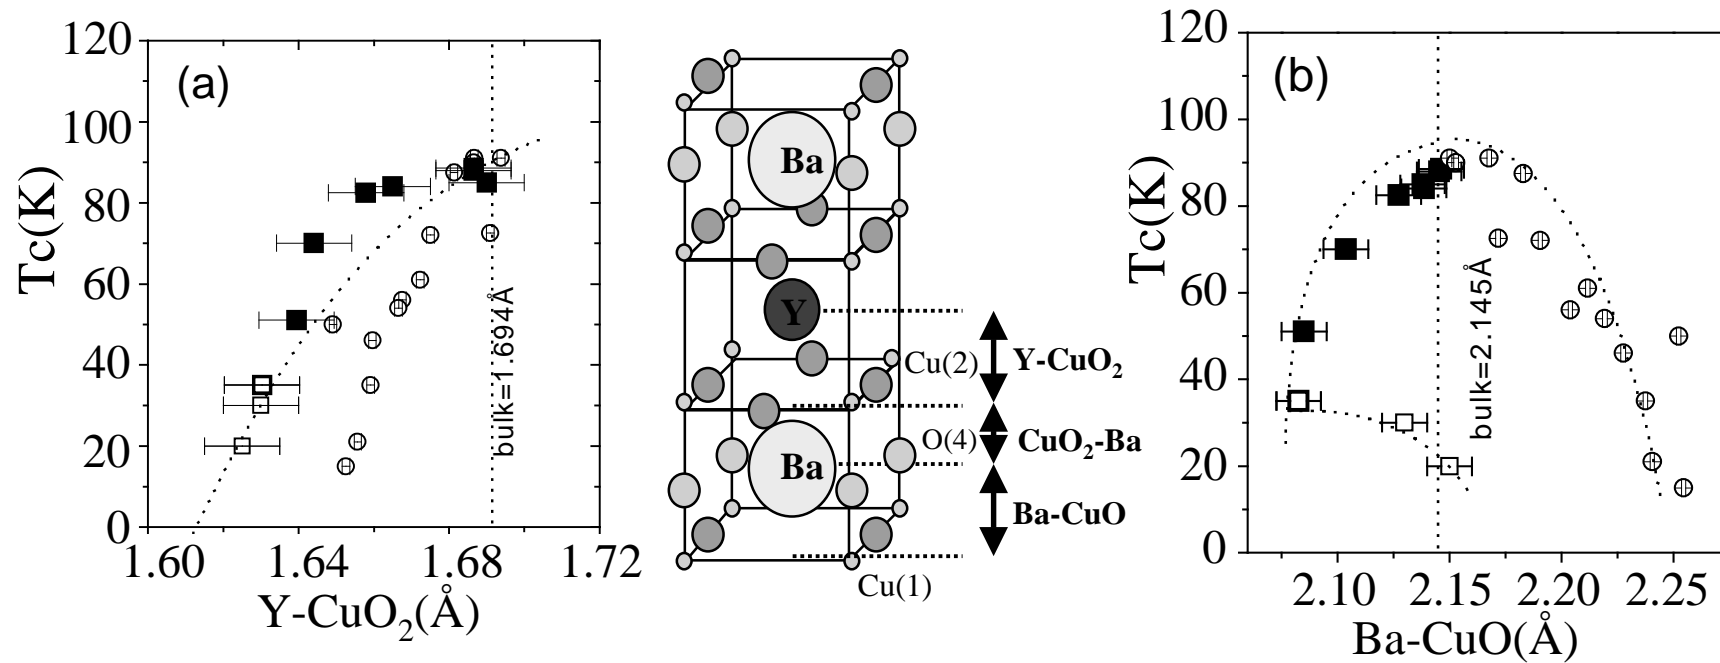 (a)
Tc(K)
120
100
80
60
40
20
0
1.60 1.64 1.68 1.72
Y-CuO₂(Å)
bulk=1.694Å
Ba
Y
Ba
Cu(2)
O(4)
Cu(1)
Y-CuO₂
CuO₂-Ba
Ba-CuO
(b)
Tc(K)
120
100
80
60
40
20
0
2.10 2.15 2.20 2.25
Ba-CuO(Å)
bulk=2.145Å